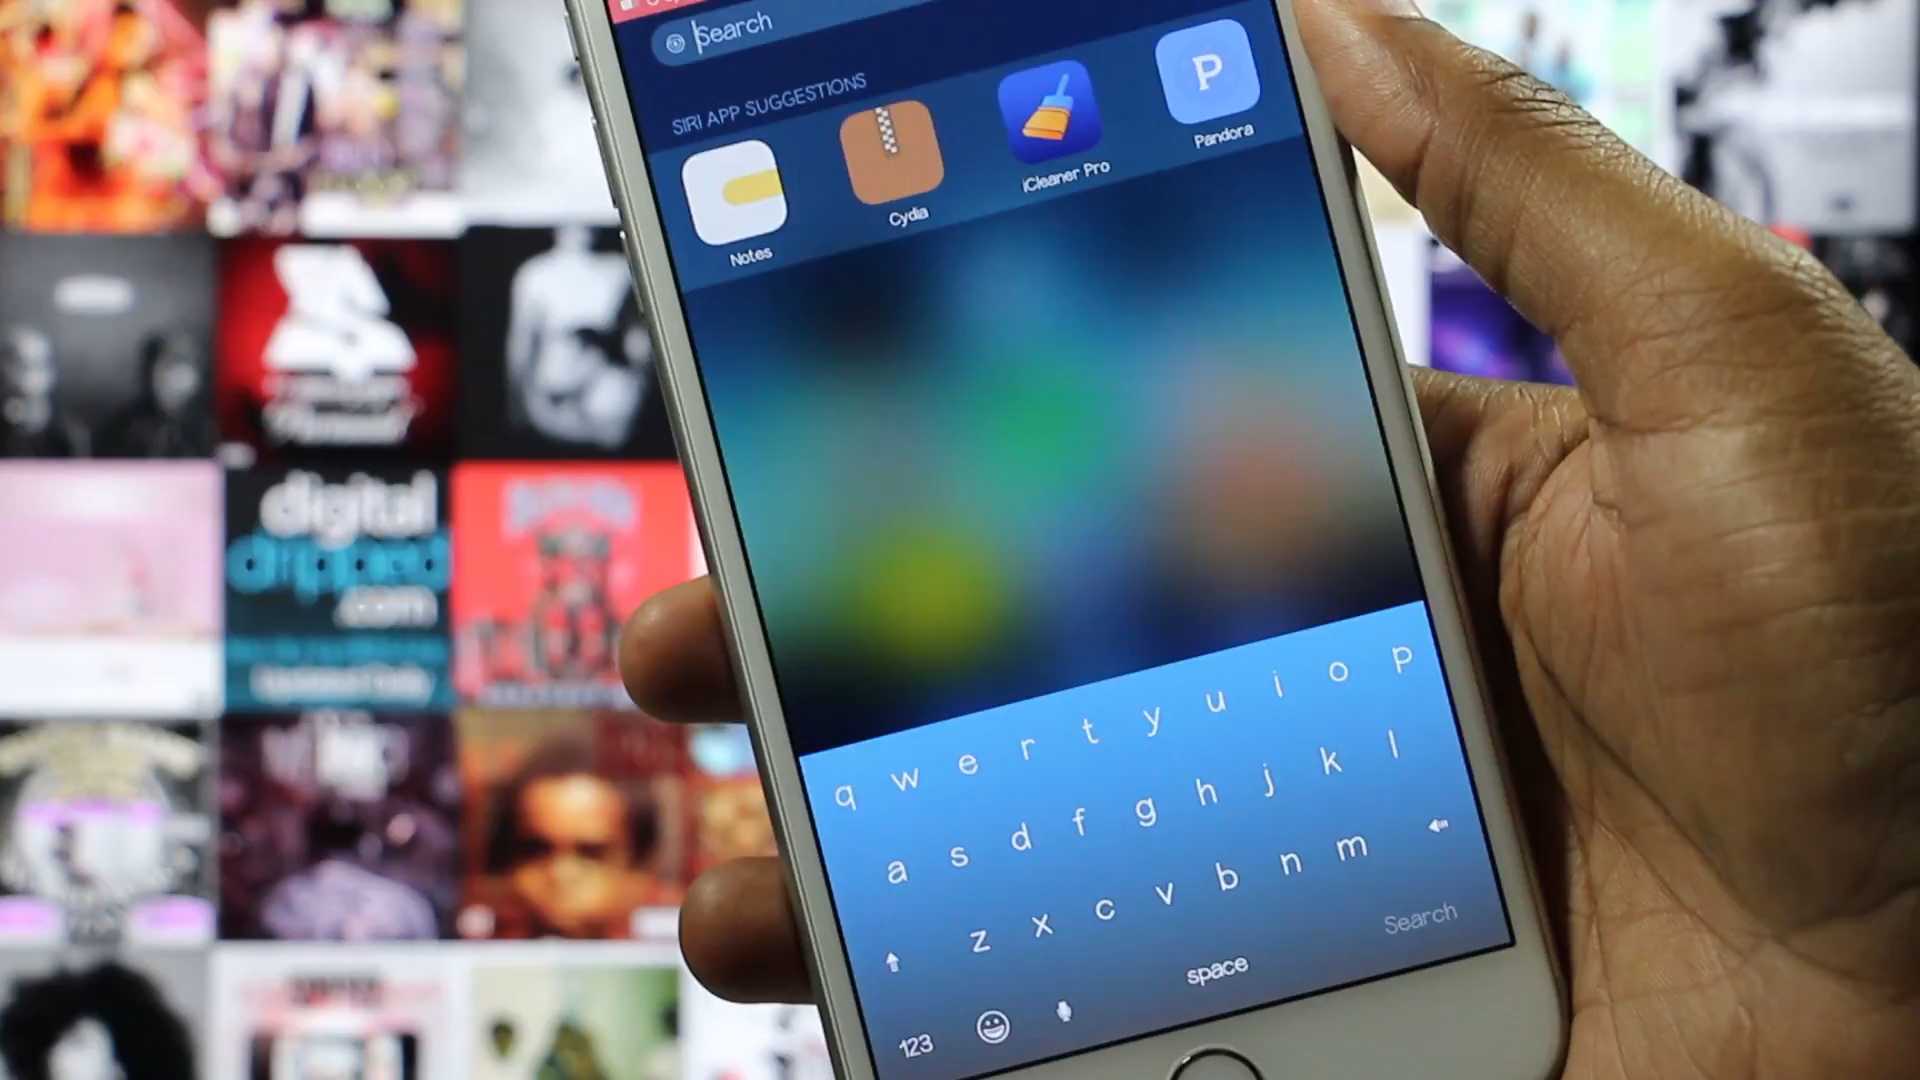 Search
SIRI APP SUGGESTIONS
Notes
Cydia
iCleaner Pro
P
Pandora
digital
dripped
.com
q w e r t y u i o p
a s d f g h j k l
z x c v b n m
123
space
Search